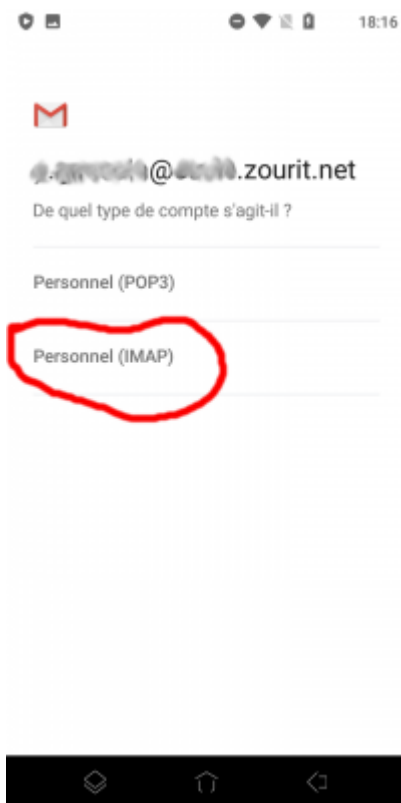 18:16
@ .zourit.net
De quel type de compte s'agit-il ?
Personnel (POP3)
Personnel (IMAP)